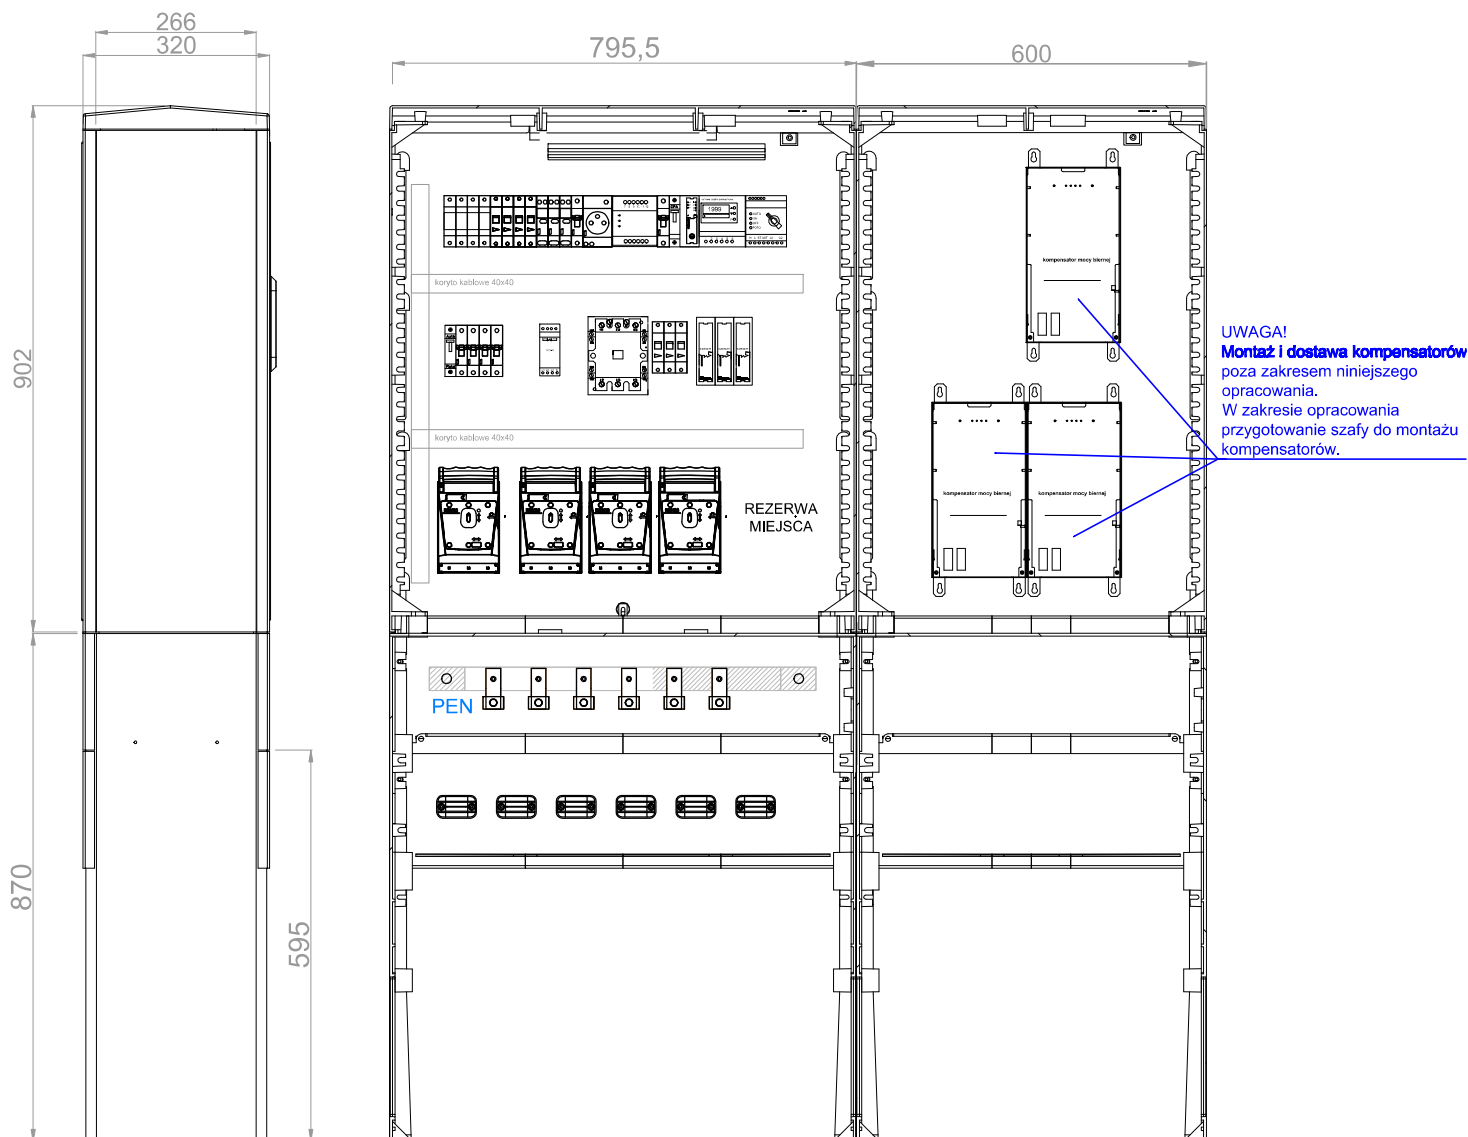 266
320
795,5
600
902
1989
koryto kablowe 40x40
kompensator mocy biernej
UWAGA!
Montaż i dostawa kompensatorów
poza zakresem niniejszego
opracowania.
W zakresie opracowania
przygotowanie szafy do montażu
kompensatorów.
koryto kablowe 40x40
kompensator mocy biernej
kompensator mocy biernej
REZERWA
MIEJSCA
PEN
870
595